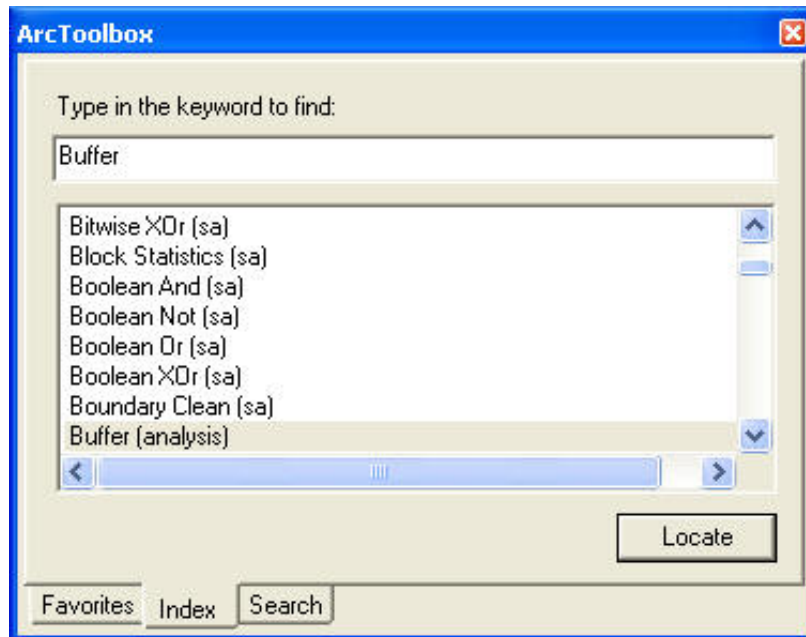 ArcToolbox
Type in the keyword to find:
Buffer
Bitwise XOr (sa)
Block Statistics (sa)
Boolean And (sa)
Boolean Not (sa)
Boolean Or (sa)
Boolean XOr (sa)
Boundary Clean (sa)
Buffer (analysis)
Locate
Favorites Index Search